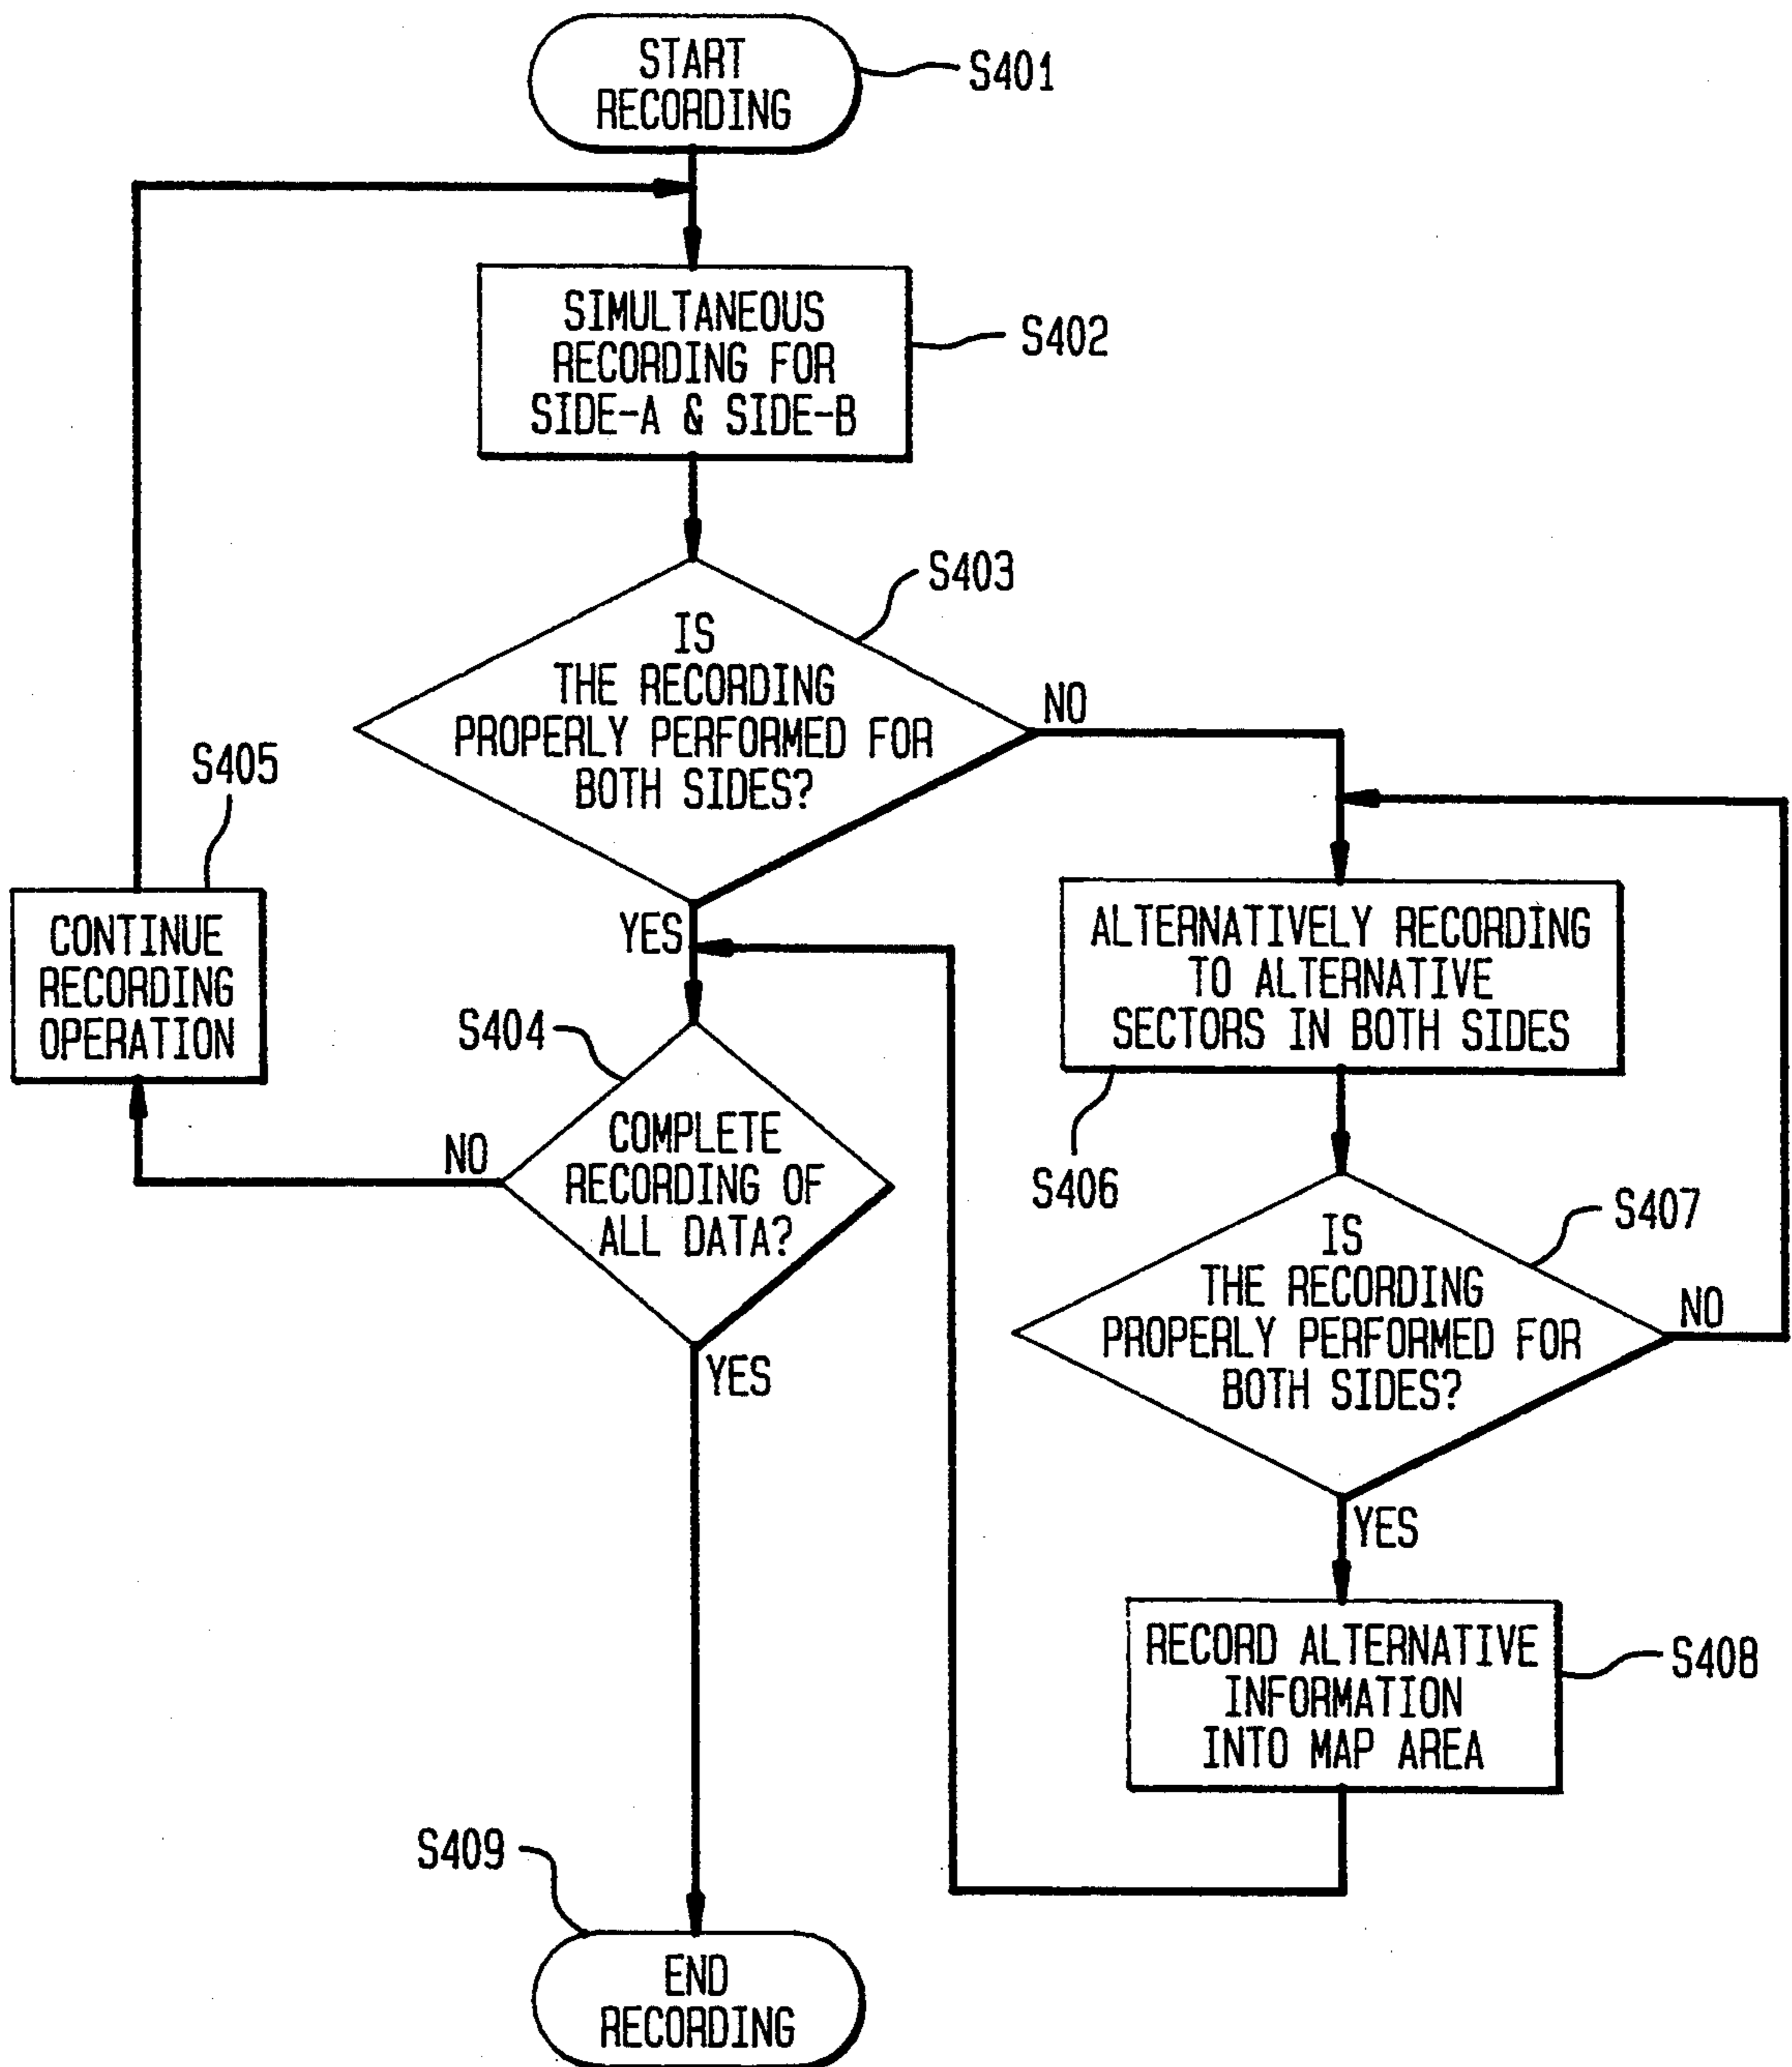 START
RECORDING
S401
SIMULTANEOUS
RECORDING FOR
SIDE-A & SIDE-B
S402
IS
THE RECORDING
PROPERLY PERFORMED FOR
BOTH SIDES?
S403
NO
YES
S405
CONTINUE
RECORDING
OPERATION
S404
COMPLETE
RECORDING OF
ALL DATA?
NO
YES
ALTERNATIVELY RECORDING
TO ALTERNATIVE
SECTORS IN BOTH SIDES
S406
IS
THE RECORDING
PROPERLY PERFORMED FOR
BOTH SIDES?
S407
NO
YES
RECORD ALTERNATIVE
INFORMATION
INTO MAP AREA
S408
S409
END
RECORDING